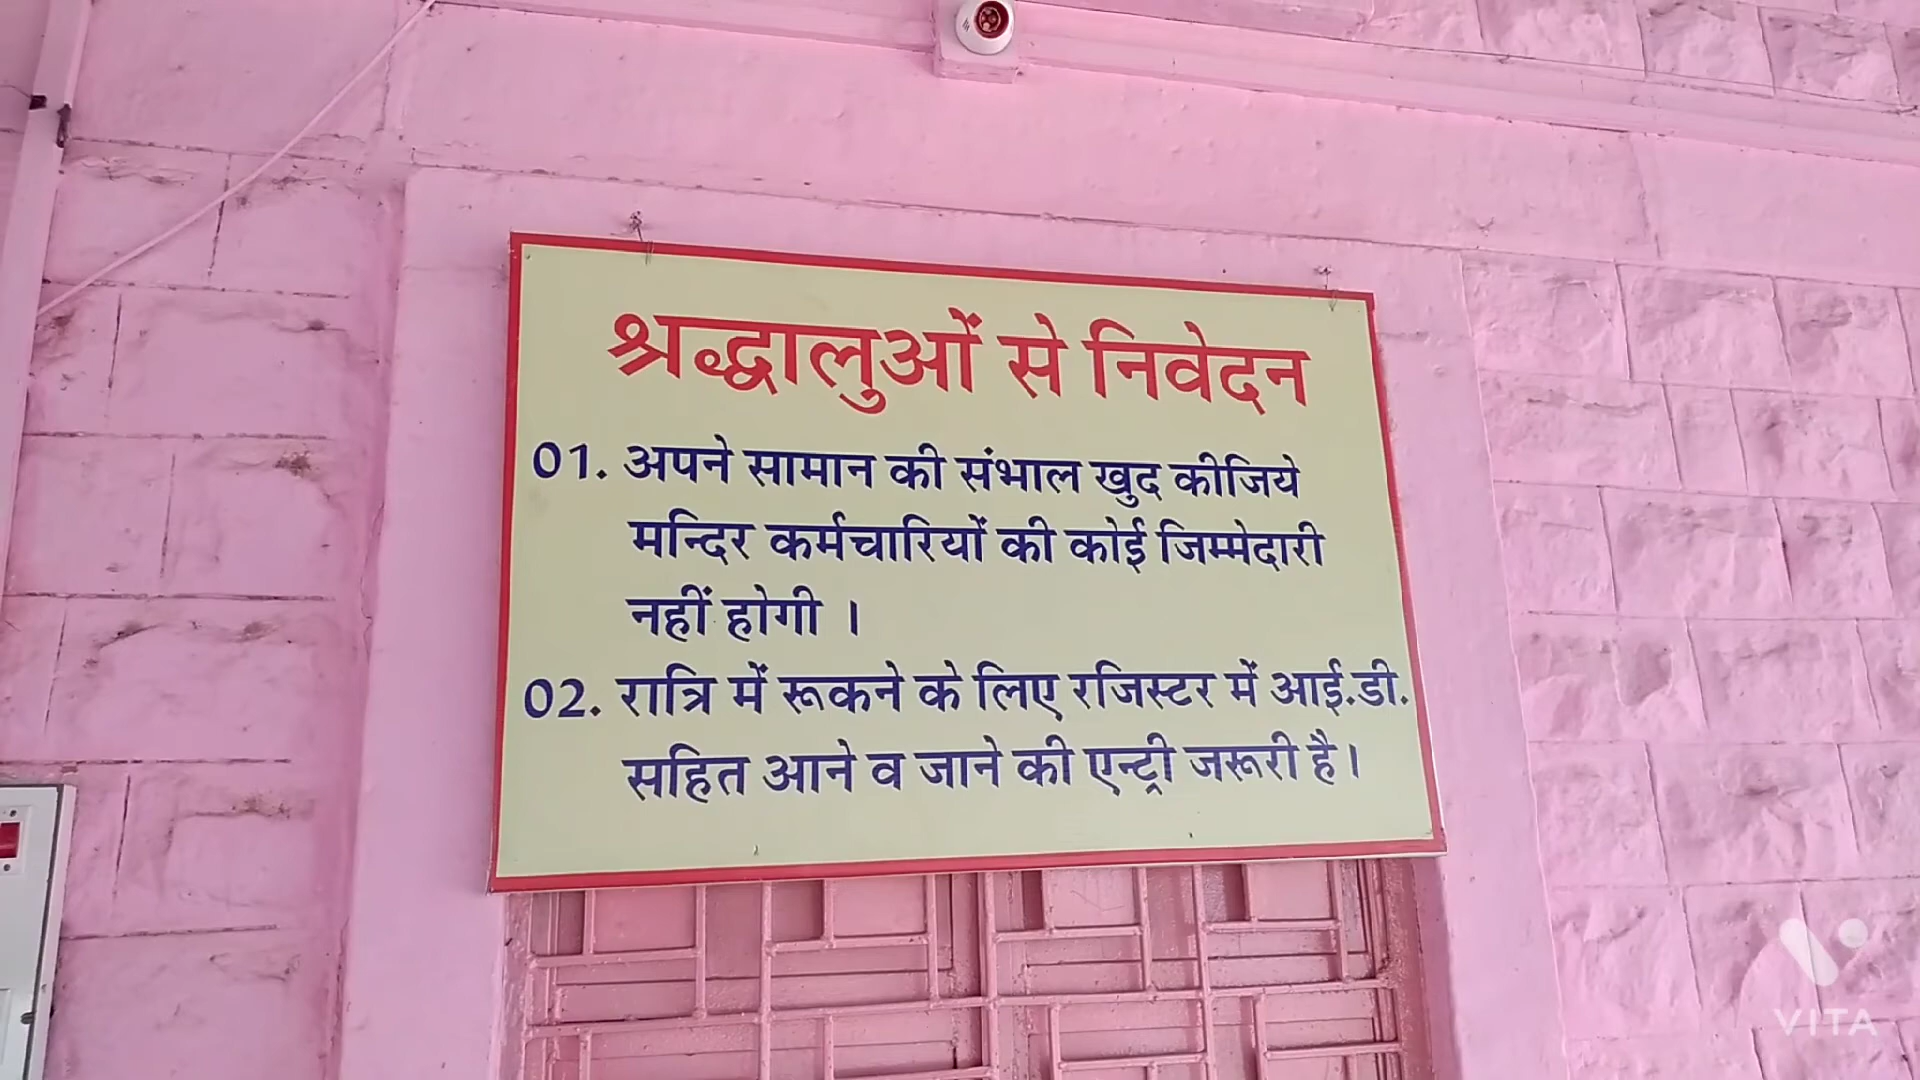 श्रद्धालुओं से निवेदन
01. अपने सामान की संभाल खुद कीजिये
मन्दिर कर्मचारियों की कोई जिम्मेदारी
नहीं होगी ।
02. रात्रि में रूकने के लिए रजिस्टर में आई.डी.
सहित आने व जाने की एन्ट्री जरूरी है।
VITA